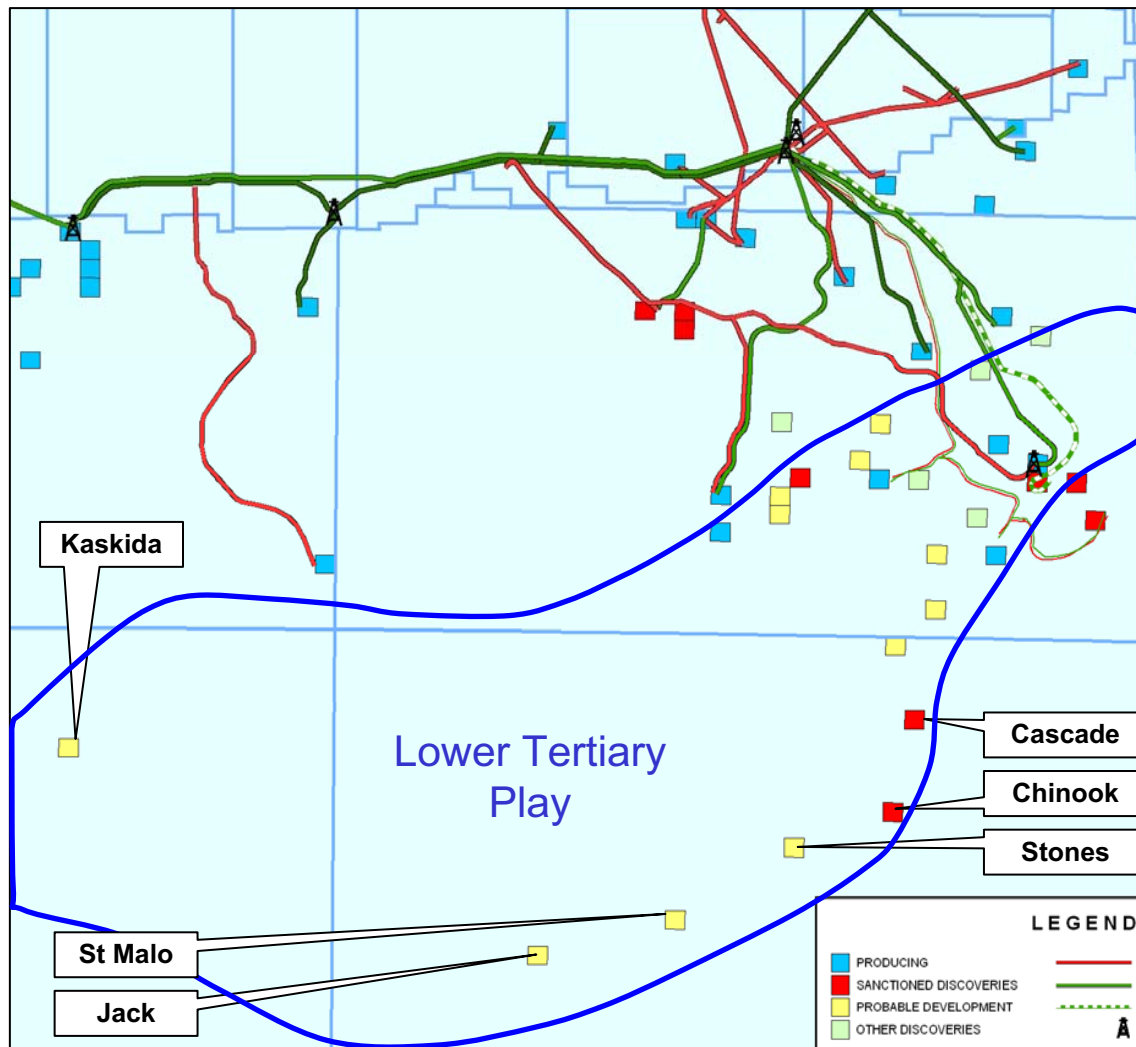 Kaskida
Lower Tertiary
Play
Cascade
Chinook
Stones
St Malo
Jack
LEGEND
PRODUCING
SANCTIONED DISCOVERIES
PROBABLE DEVELOPMENT
OTHER DISCOVERIES